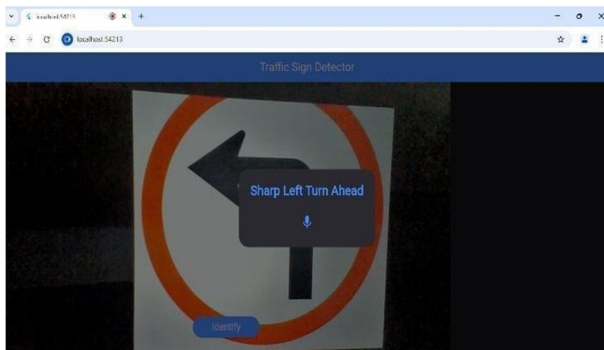 localhost:54213
localhost:54213
Traffic Sign Detector
Sharp Left Turn Ahead
Identify